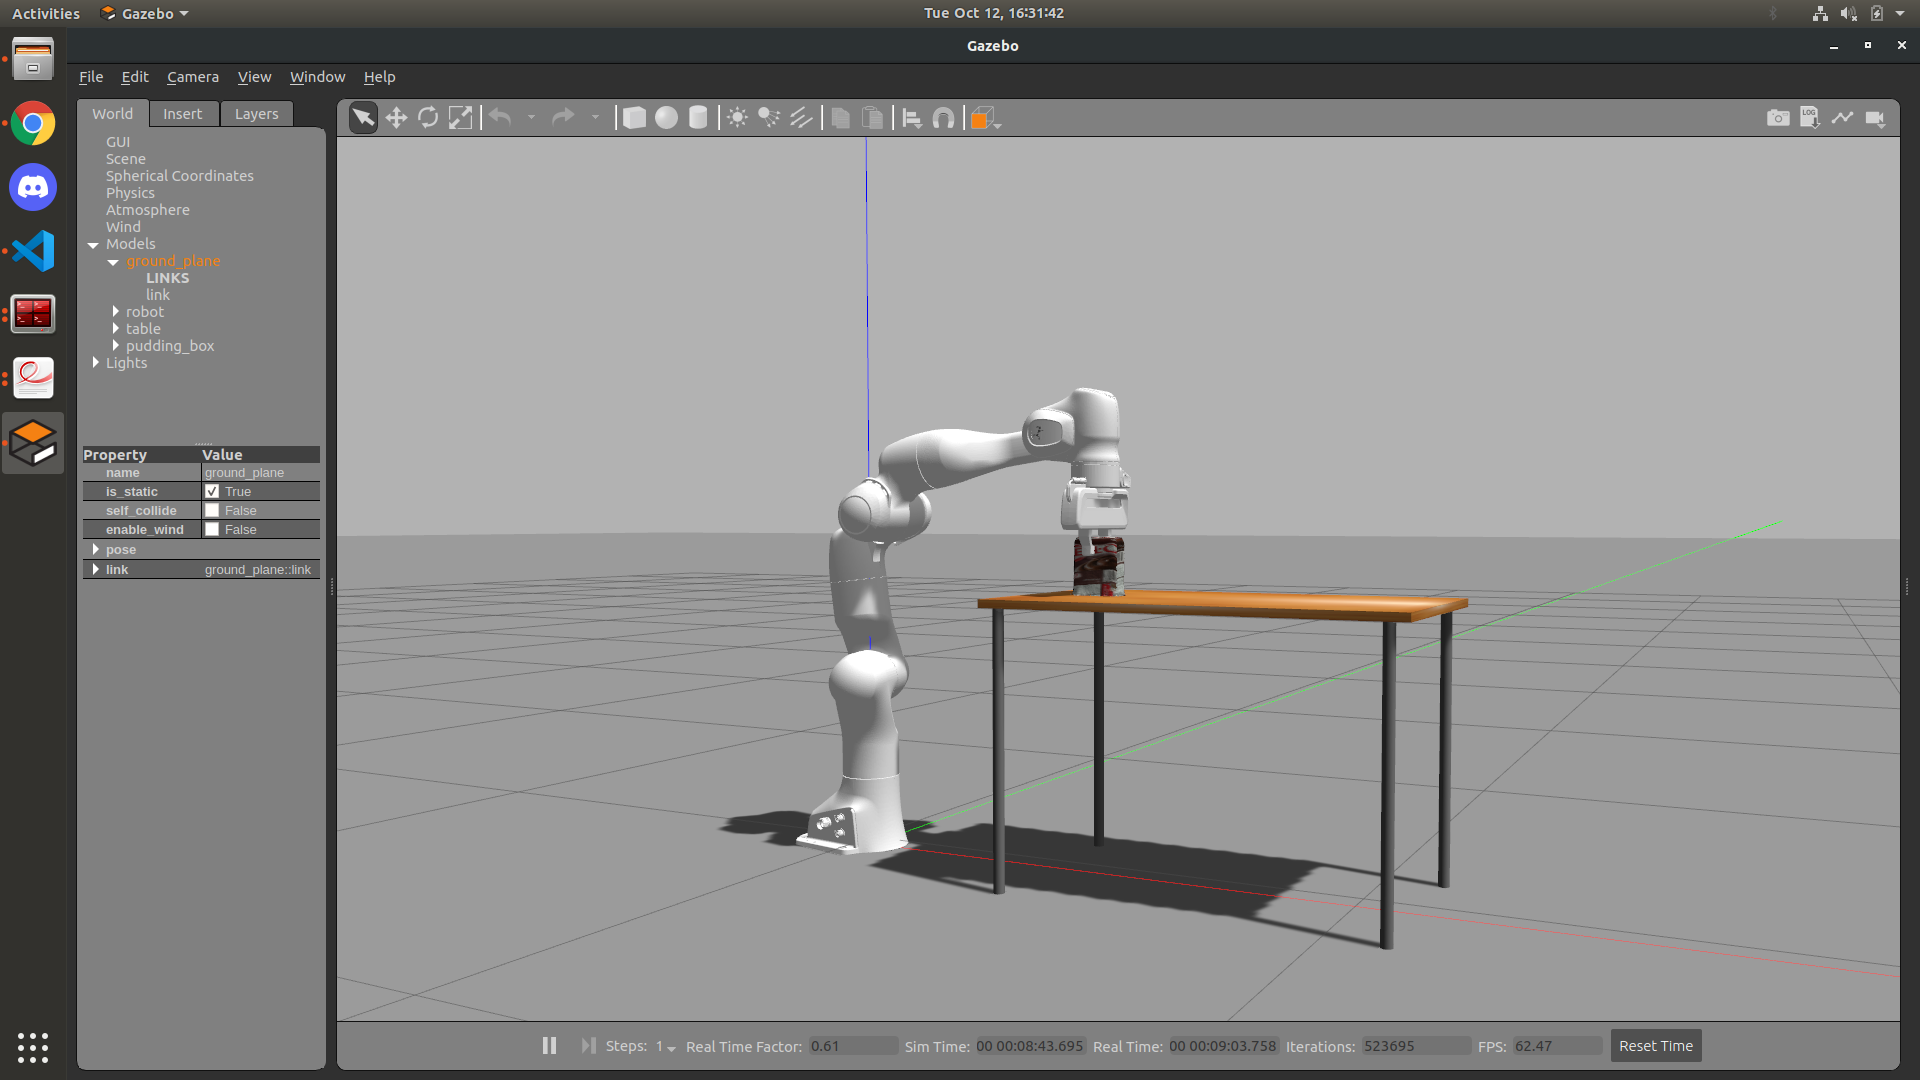 Activities Gazebo Tue Oct 12, 16:31:42
Gazebo
File Edit Camera View Window Help
World Insert Layers
LOG
GUI
Scene
Spherical Coordinates
Physics
Atmosphere
Wind
Models
ground_plane
LINKS
link
robot
table
pudding_box
Lights
Property Value
name ground_plane
is_static True
self_collide False
enable_wind False
pose
link ground_plane::link
Steps: 1 Real Time Factor: 0.61 Sim Time: 00 00:08:43.695 Real Time: 00 00:09:03.758 Iterations: 523695 FPS: 62.47 Reset Time